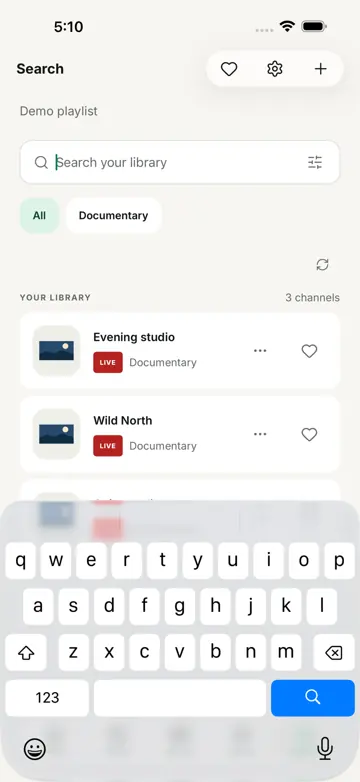 5:10
Search
Demo playlist
Search your library
All
Documentary
YOUR LIBRARY
3 channels
Evening studio
LIVE
Documentary
Wild North
LIVE
Documentary
q w e r t y u i o p
a s d f g h j k l
z x c v b n m
123